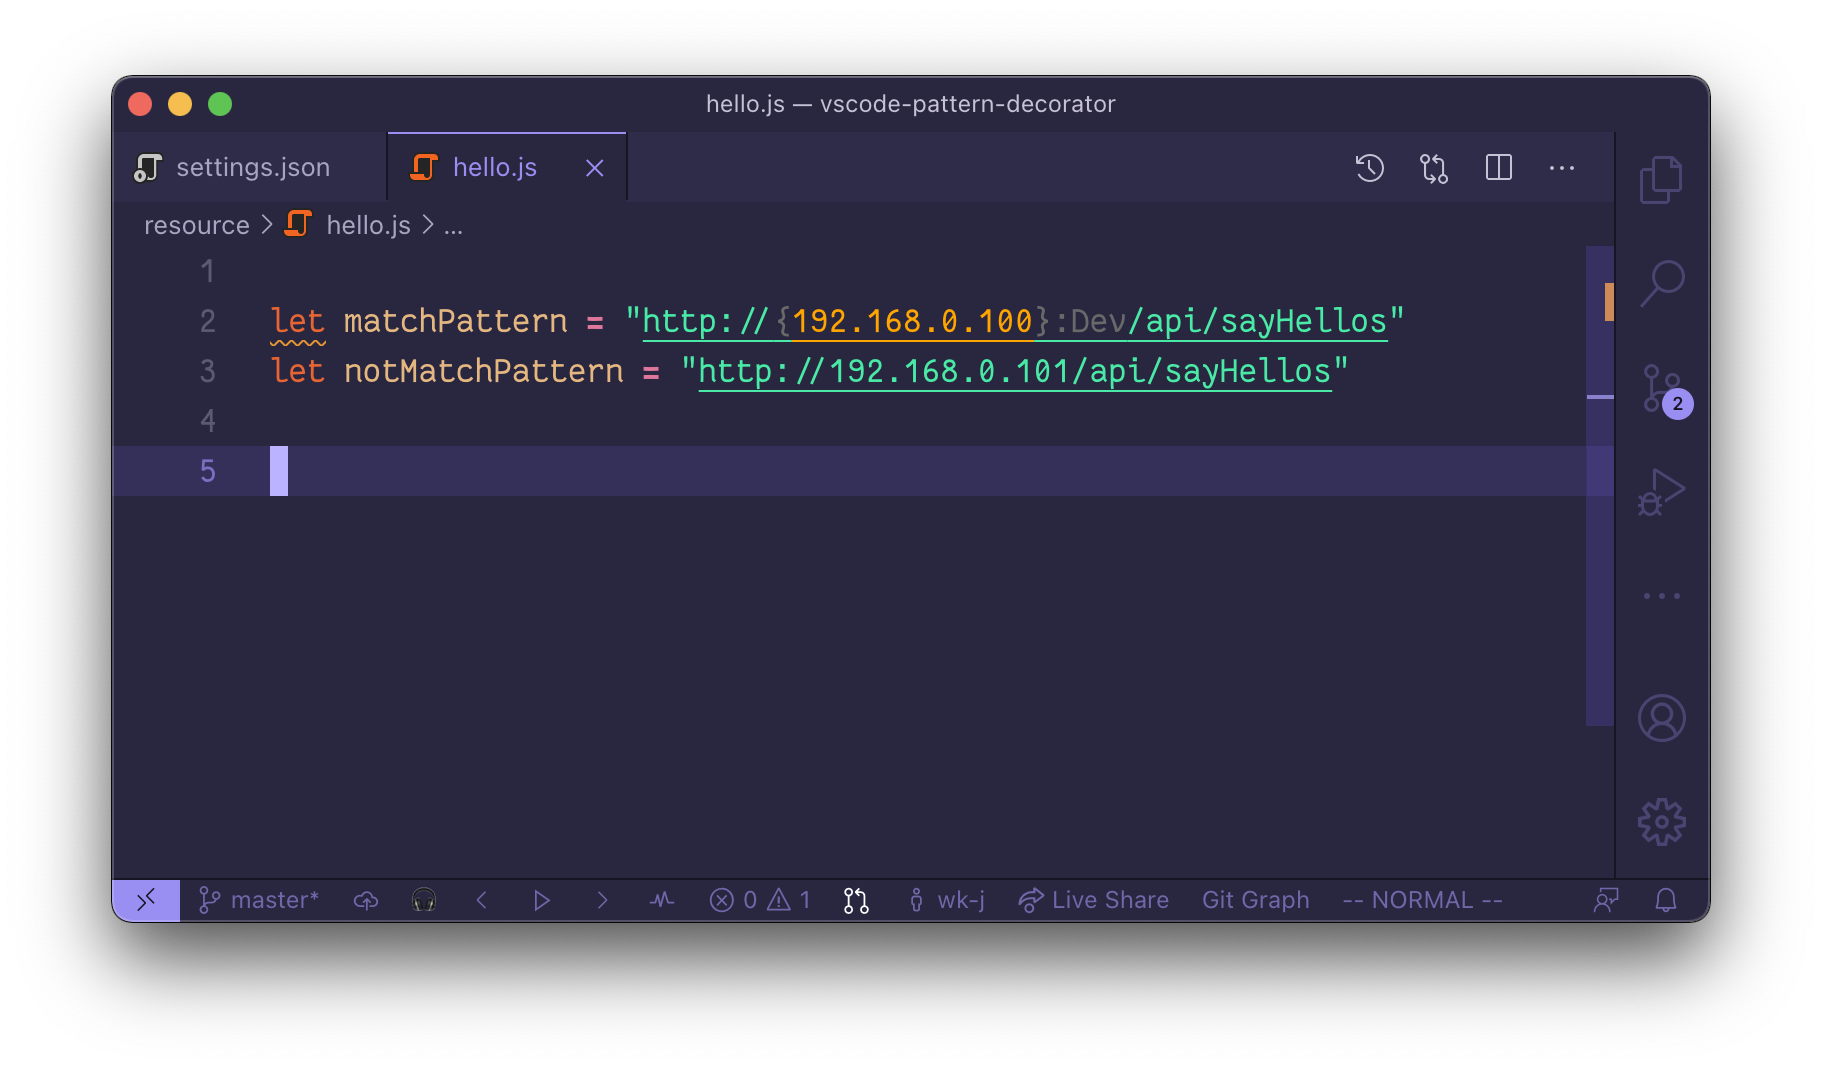 hello.js — vscode-pattern-decorator
settings.json hello.js
resource > hello.js > ...
1
2 let matchPattern = "http://{192.168.0.100}:Dev/api/sayHellos"
3 let notMatchPattern = "http://192.168.0.101/api/sayHellos"
4
5
2
master* 0 1 wk-j Live Share Git Graph -- NORMAL --